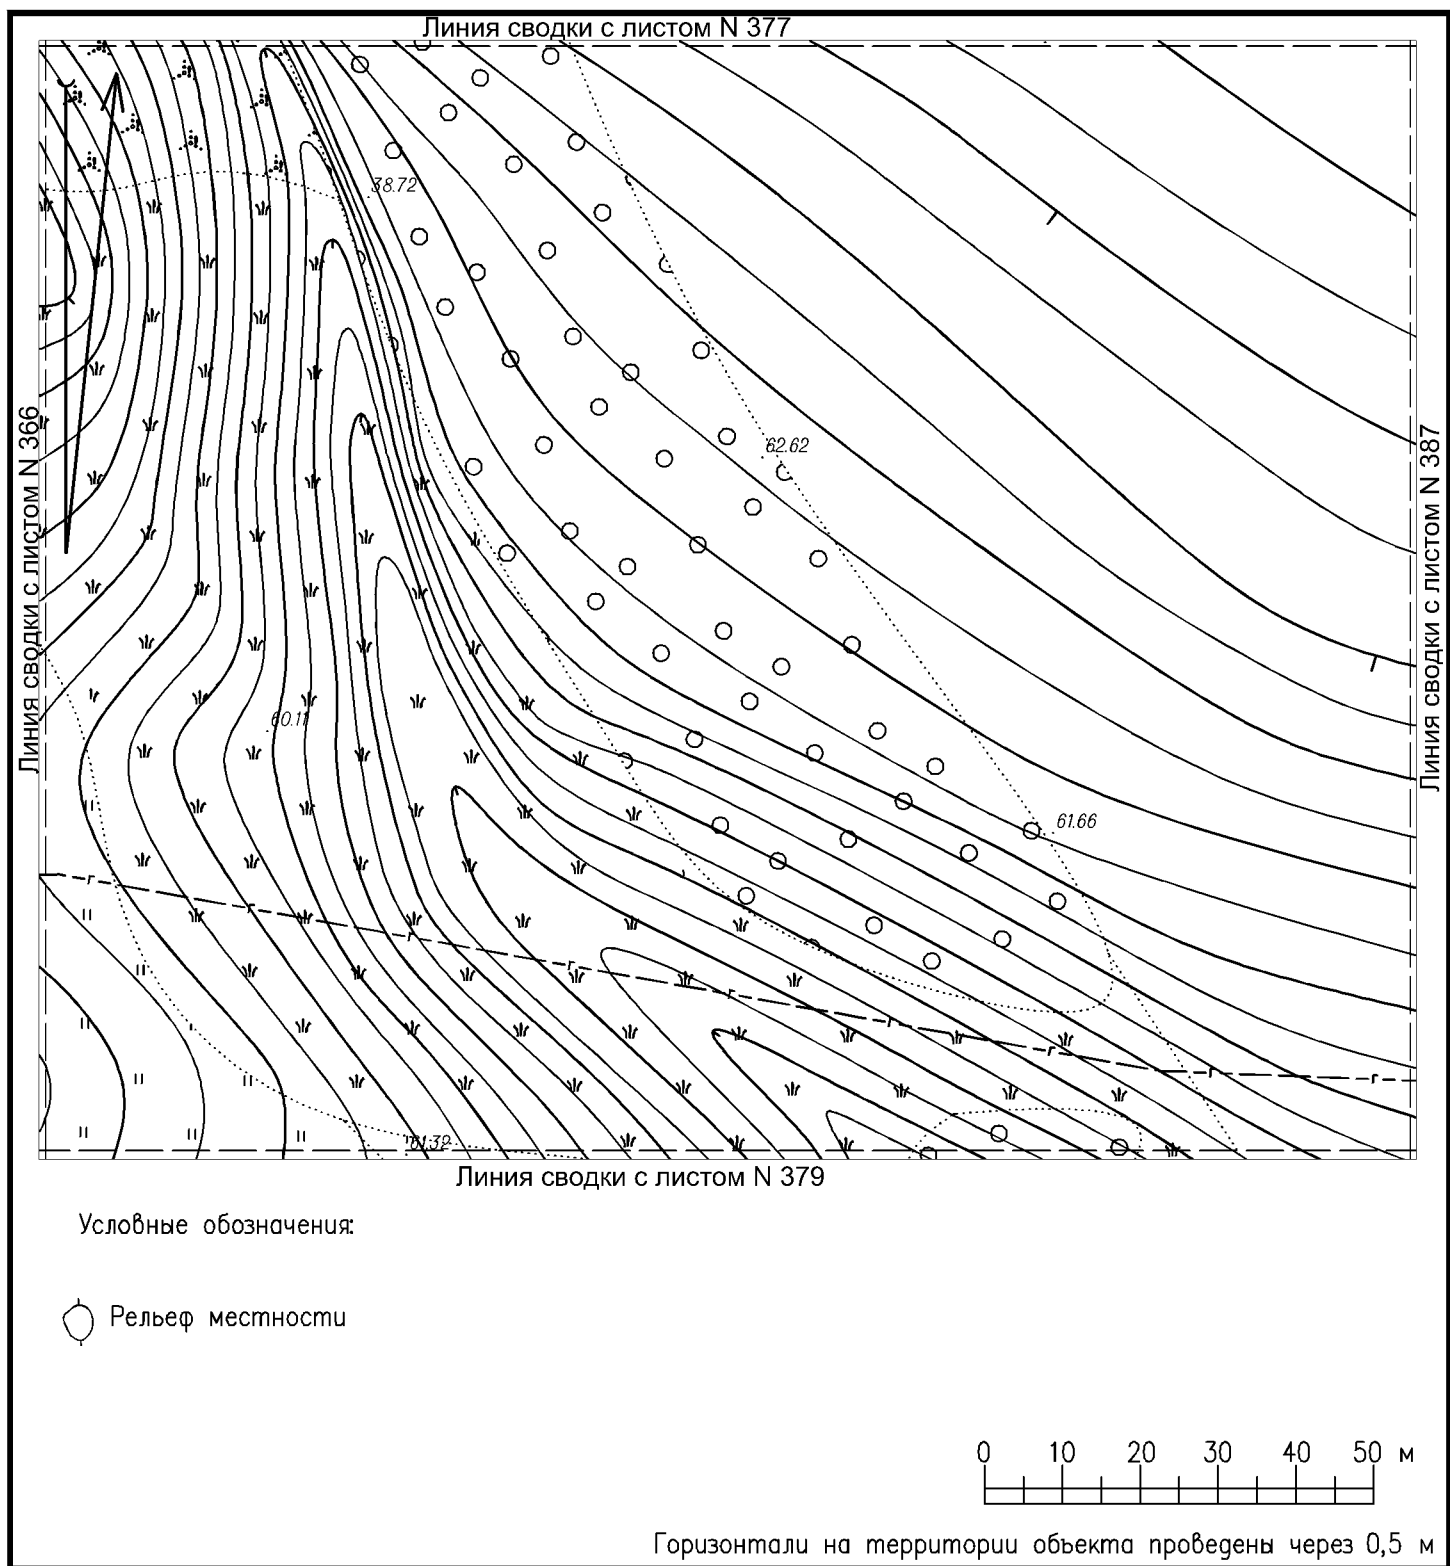 Линия сводки с листом N 377
38.72
Линия сводки с листом N 366
62.62
Линия сводки с листом N 387
60.11
61.66
г г г г г г г г г
61.32
Линия сводки с листом N 379
Условные обозначения:
Рельеф местности
0 10 20 30 40 50 м
Горизонтали на территории объекта проведены через 0,5 м